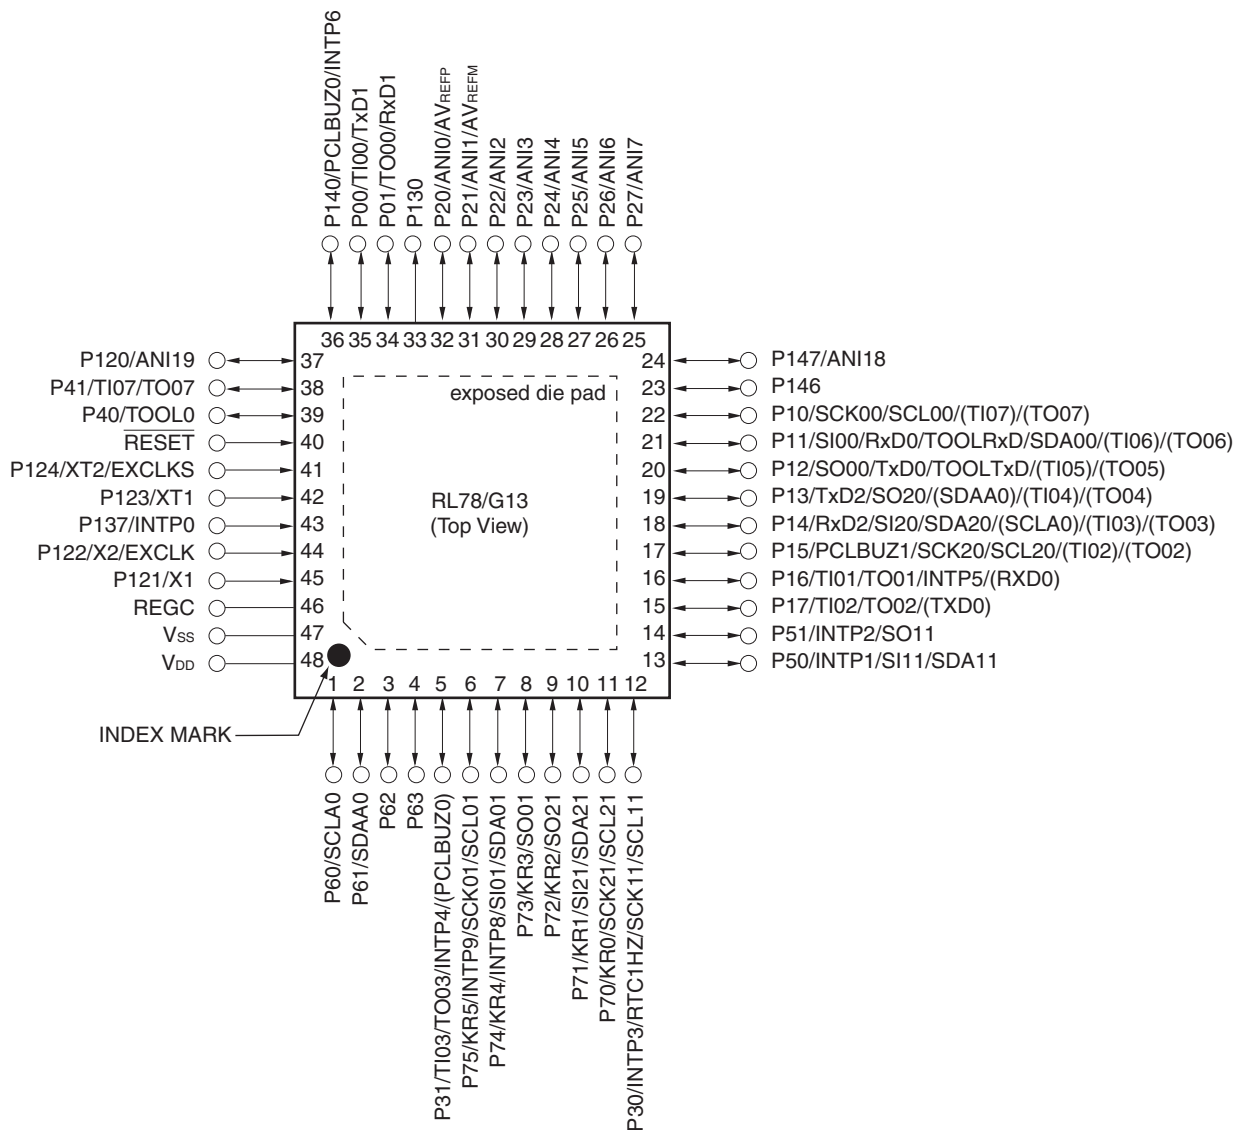 P140/PCLBUZ0/INTP6
P00/TI00/TxD1
P01/TO00/RxD1
P130
P20/ANI0/AVREFP
P21/ANI1/AVREFM
P22/ANI2
P23/ANI3
P24/ANI4
P25/ANI5
P26/ANI6
P27/ANI7
36 35 34 33 32 31 30 29 28 27 26 25
P120/ANI19 37
P41/TI07/TO07 38
P40/TOOL0 39
RESET 40
P124/XT2/EXCLKS 41
P123/XT1 42
P137/INTP0 43
P122/X2/EXCLK 44
P121/X1 45
REGC 46
VSS 47
VDD 48
exposed die pad
RL78/G13
(Top View)
24 P147/ANI18
23 P146
22 P10/SCK00/SCL00/(TI07)/(TO07)
21 P11/SI00/RxD0/TOOLRxD/SDA00/(TI06)/(TO06)
20 P12/SO00/TxD0/TOOLTxD/(TI05)/(TO05)
19 P13/TxD2/SO20/(SDAA0)/(TI04)/(TO04)
18 P14/RxD2/SI20/SDA20/(SCLA0)/(TI03)/(TO03)
17 P15/PCLBUZ1/SCK20/SCL20/(TI02)/(TO02)
16 P16/TI01/TO01/INTP5/(RXD0)
15 P17/TI02/TO02/(TXD0)
14 P51/INTP2/SO11
13 P50/INTP1/SI11/SDA11
1 2 3 4 5 6 7 8 9 10 11 12
INDEX MARK
P60/SCLA0
P61/SDAA0
P62
P63
P31/TI03/TO03/INTP4/(PCLBUZ0)
P75/KR5/INTP9/SCK01/SCL01
P74/KR4/INTP8/SI01/SDA01
P73/KR3/SO01
P72/KR2/SO21
P71/KR1/SI21/SDA21
P70/KR0/SCK21/SCL21
P30/INTP3/RTC1HZ/SCK11/SCL11